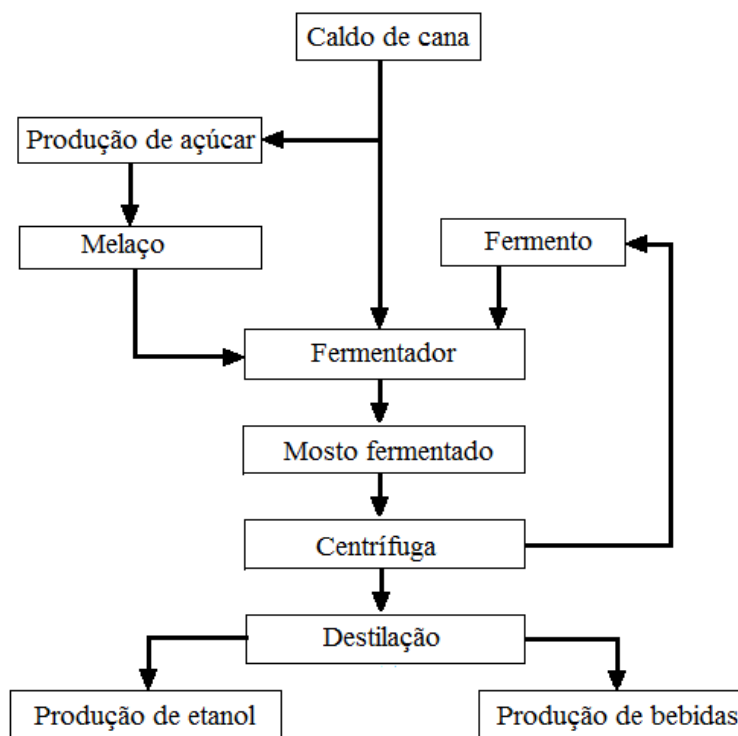 Caldo de cana
Produção de açúcar
Melaço
Fermento
Fermentador
Mosto fermentado
Centrífuga
Destilação
Produção de etanol
Produção de bebidas